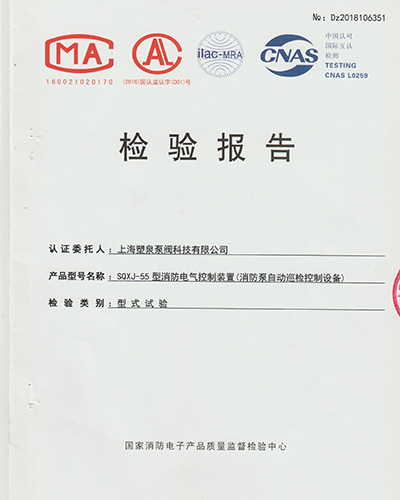 №: Dz2018106351
MA
AL
ilac-MRA
CNAS
中国认可
国际互认
检测
TESTING
CNAS L0259
160021020170
(2016)国认监认字(001)号
检验报告
认证委托人:上海塑泉泵阀科技有限公司
产品型号名称:SQXJ-55型消防电气控制装置(消防泵自动巡检控制设备)
检验类别:型式试验
国家消防电子产品质量监督检验中心